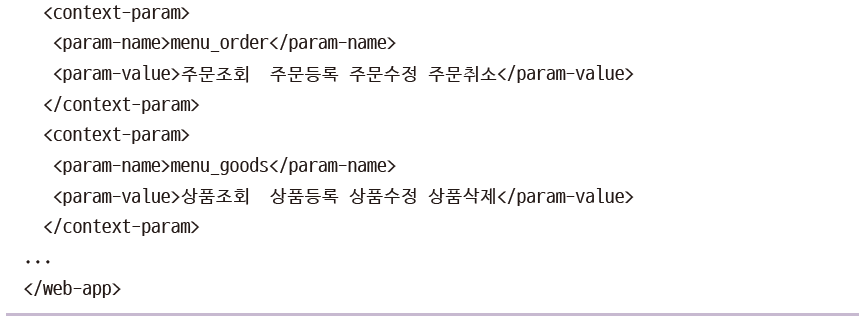 <context-param>
<param-name>menu_order</param-name>
<param-value>주문조회  주문등록 주문수정 주문취소</param-value>
</context-param>
<context-param>
<param-name>menu_goods</param-name>
<param-value>상품조회  상품등록 상품수정 상품삭제</param-value>
</context-param>
...
</web-app>